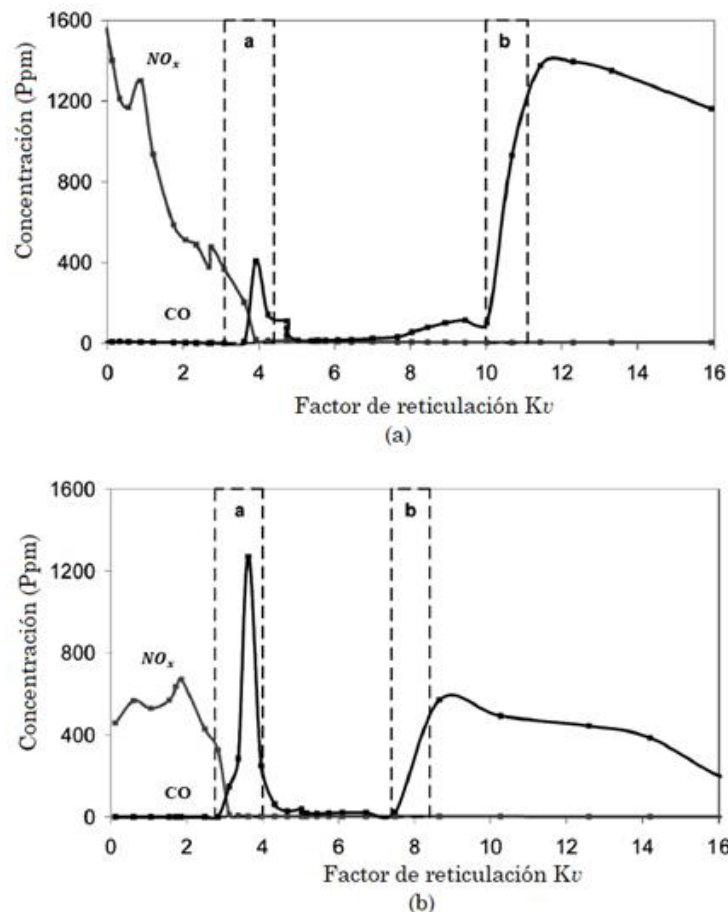 1600
1200
800
400
0
Concentración (Ppm)
NOx
CO
a
b
0 2 4 6 8 10 12 14 16
Factor de reticulación Kv
(a)
1600
1200
800
400
0
Concentración (Ppm)
NOx
CO
a
b
0 2 4 6 8 10 12 14 16
Factor de reticulación Kv
(b)